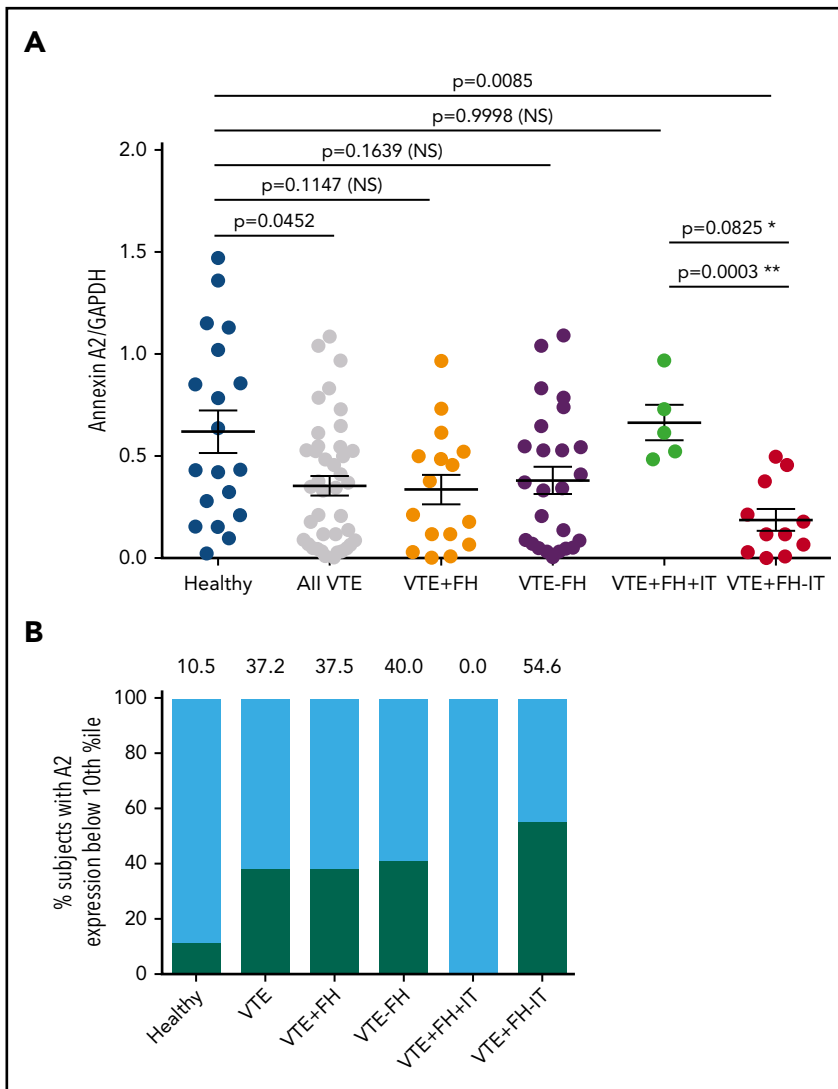 A
p=0.0085
p=0.9998 (NS)
p=0.1639 (NS)
p=0.1147 (NS)
p=0.0452
p=0.0825 *
p=0.0003 **
Annexin A2/GAPDH
2.0
1.5
1.0
0.5
0.0
Healthy All VTE VTE+FH VTE-FH VTE+FH+IT VTE+FH-IT
B
10.5 37.2 37.5 40.0 0.0 54.6
% subjects with A2
expression below 10th %ile
100
80
60
40
20
0
Healthy VTE VTE+FH VTE-FH VTE+FH+IT VTE+FH-IT